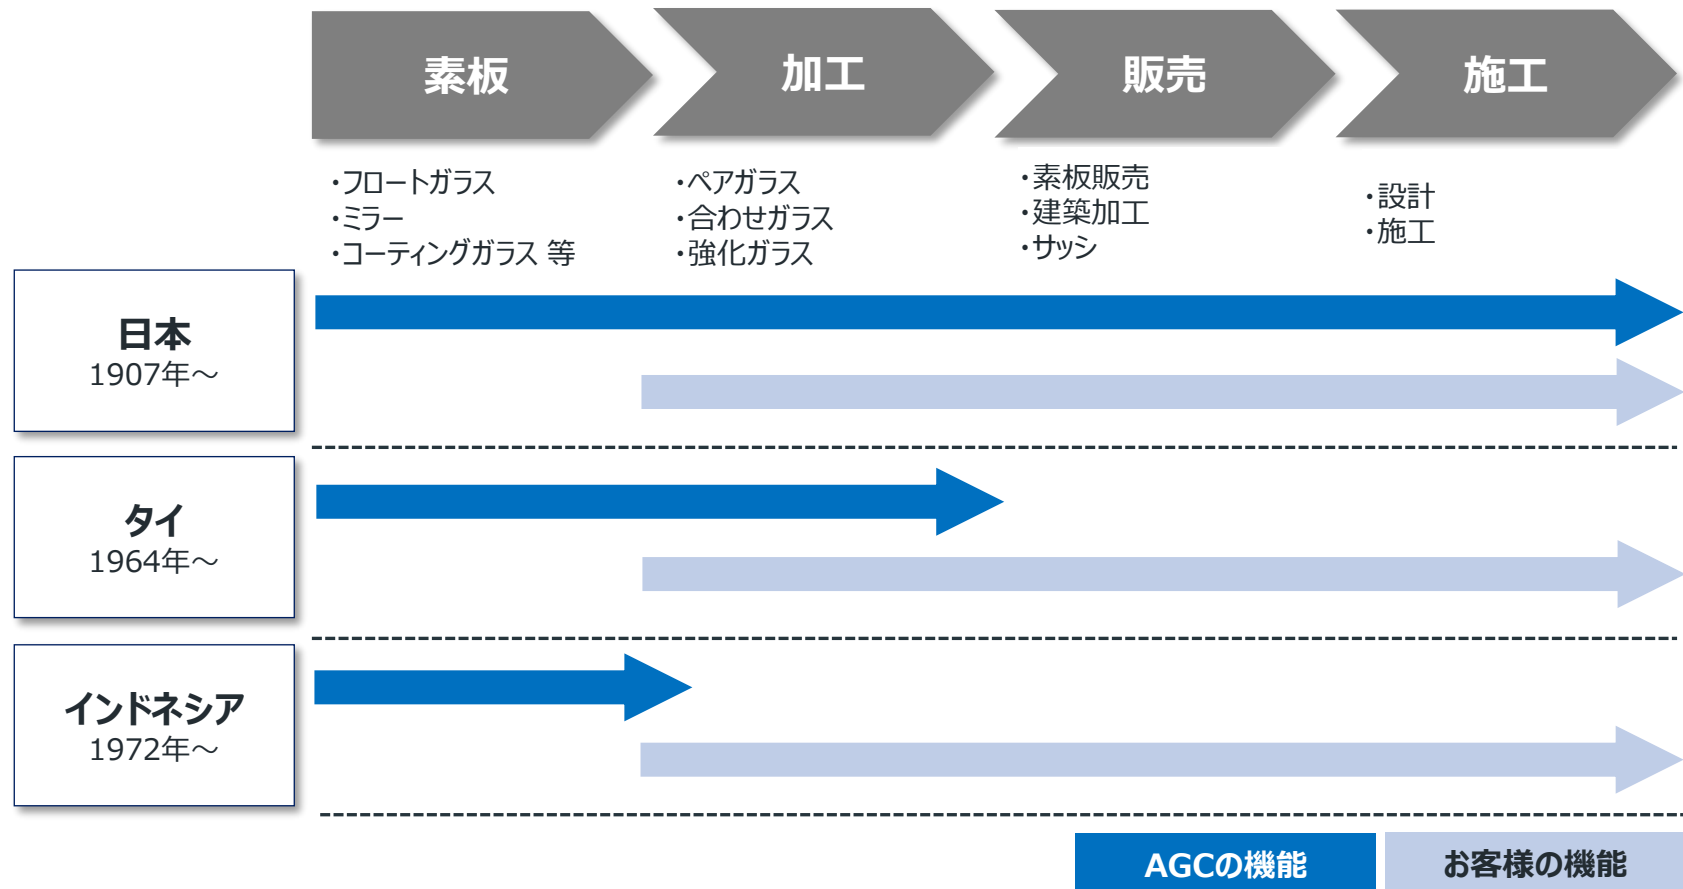 素板
加工
販売
施工
・フロートガラス
・ミラー
・コーティングガラス 等
・ペアガラス
・合わせガラス
・強化ガラス
・素板販売
・建築加工
・サッシ
・設計
・施工
日本
1907年～
タイ
1964年～
インドネシア
1972年～
AGCの機能
お客様の機能